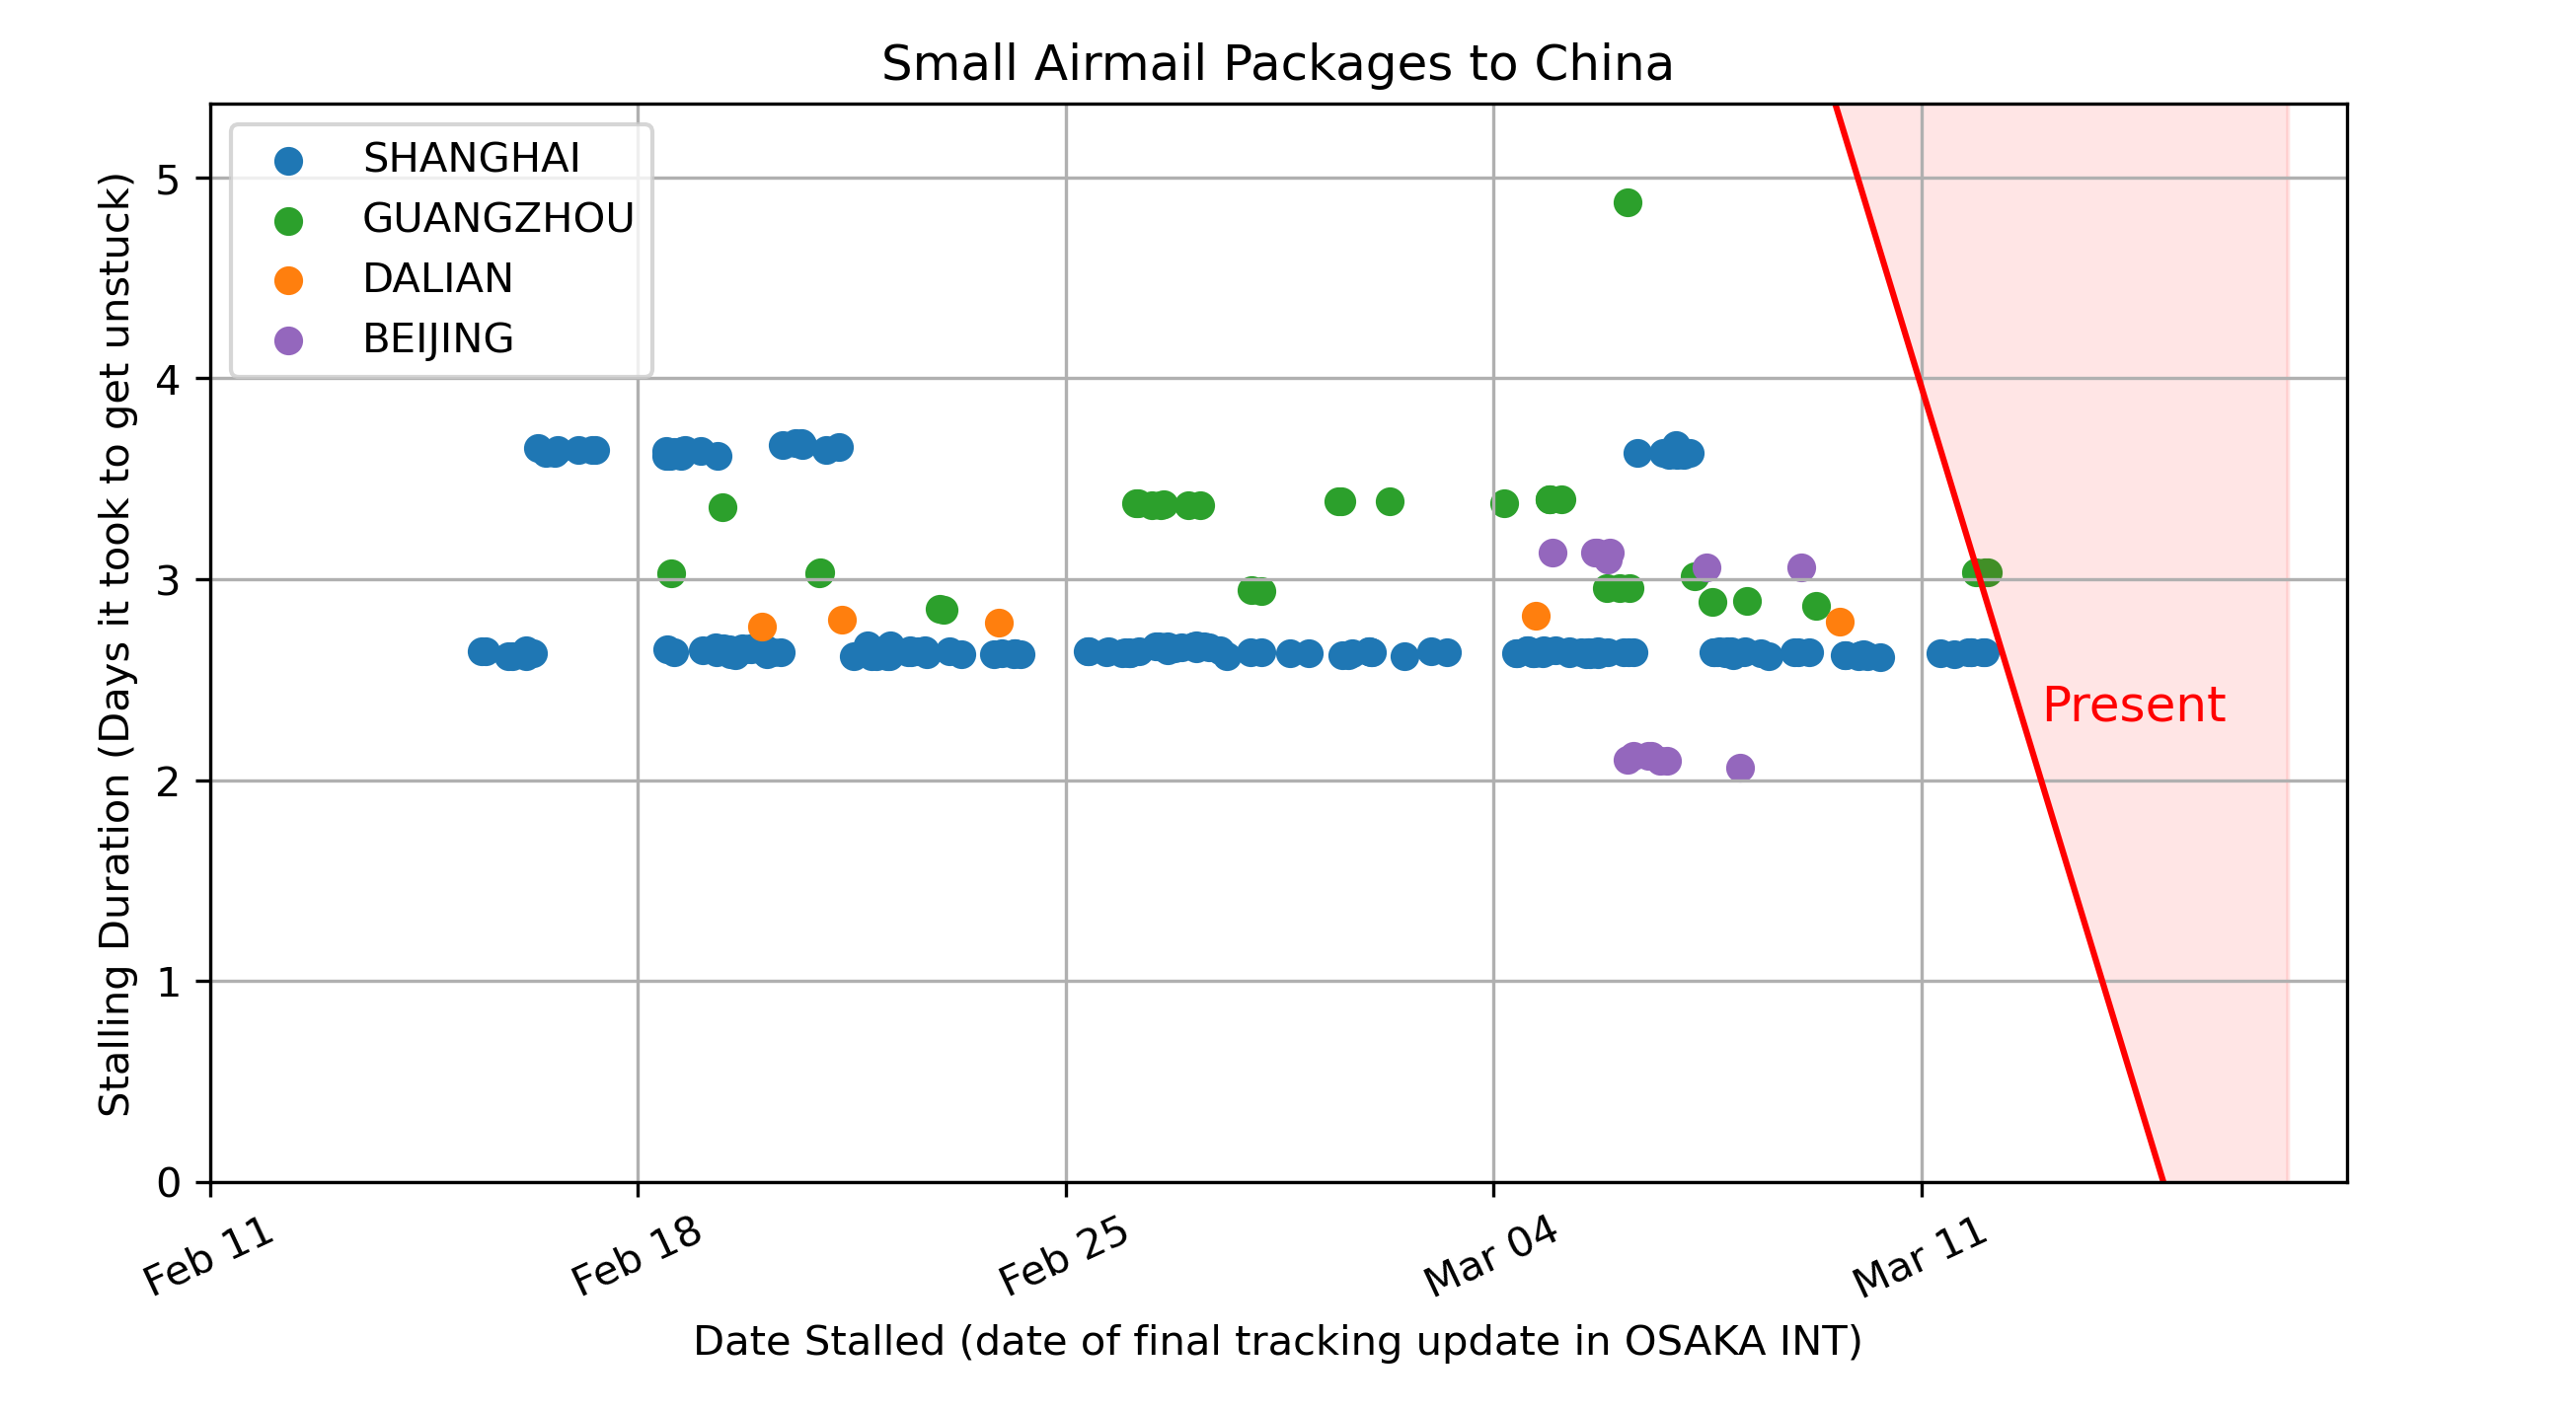 Small Airmail Packages to China
SHANGHAI
GUANGZHOU
DALIAN
BEIJING
Stalling Duration (Days it took to get unstuck)
5
4
3
2
1
0
Present
Feb 11
Feb 18
Feb 25
Mar 04
Mar 11
Date Stalled (date of final tracking update in OSAKA INT)